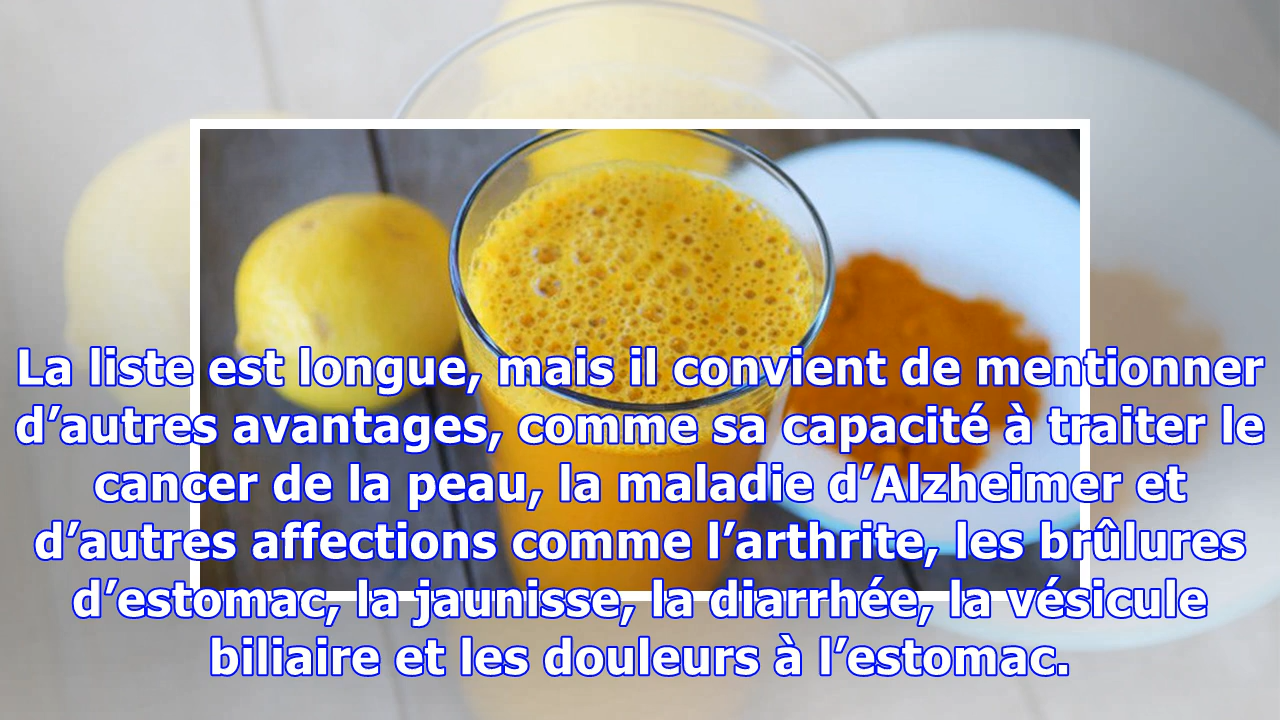 La liste est longue, mais il convient de mentionner
d’autres avantages, comme sa capacité à traiter le
cancer de la peau, la maladie d’Alzheimer et
d’autres affections comme l’arthrite, les brûlures
d’estomac, la jaunisse, la diarrhée, la vésicule
biliaire et les douleurs à l’estomac.